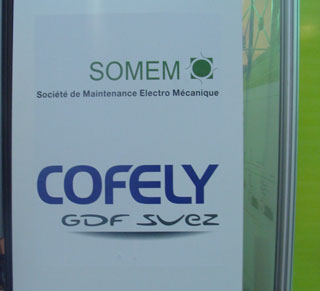 SOMEM
Société de Maintenance Electro Mécanique
COFELY
GDF SUEZ